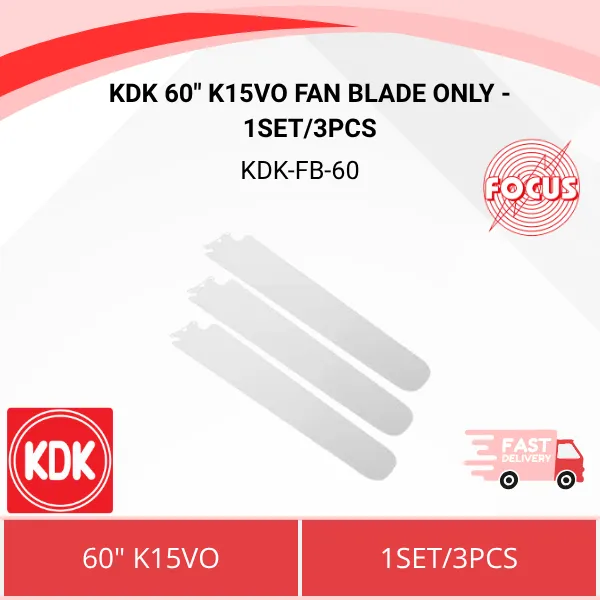 KDK 60" K15VO FAN BLADE ONLY -
1SET/3PCS
KDK-FB-60
FOCUS
KDK
FAST
DELIVERY
60" K15VO
1SET/3PCS